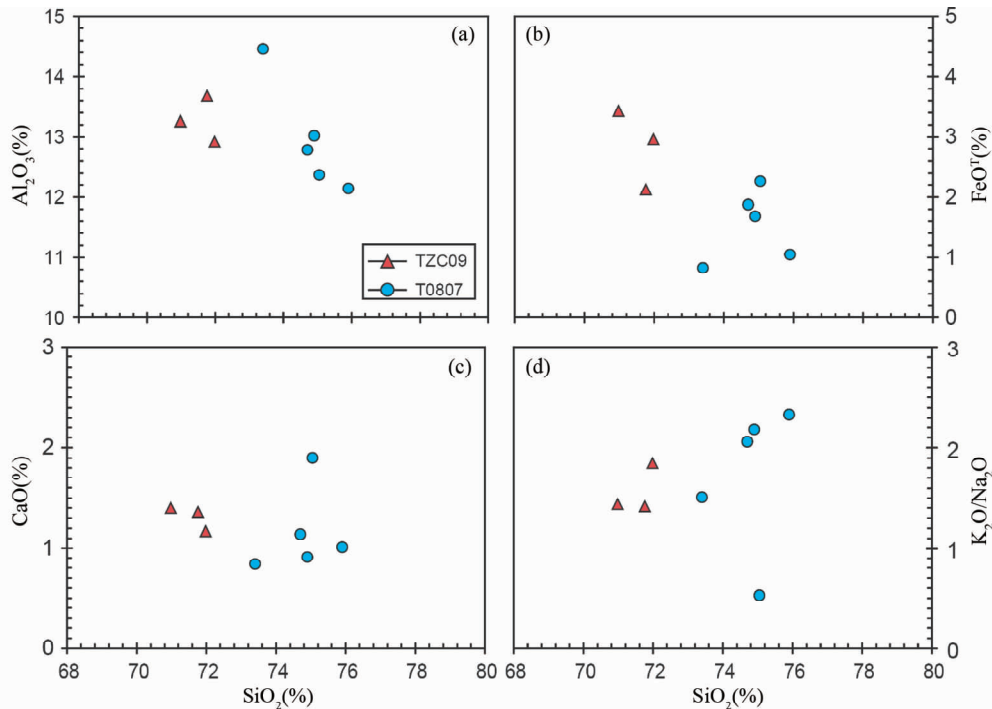 15
14
13
12
11
10
Al₂O₃(%)
(a)
TZC09
T0807
(b)
5
4
3
2
1
0
FeOᵀ(%)
3
2
1
0
CaO(%)
(c)
68 70 72 74 76 78 80
SiO₂(%)
(d)
3
2
1
0
K₂O/Na₂O
68 70 72 74 76 78 80
SiO₂(%)